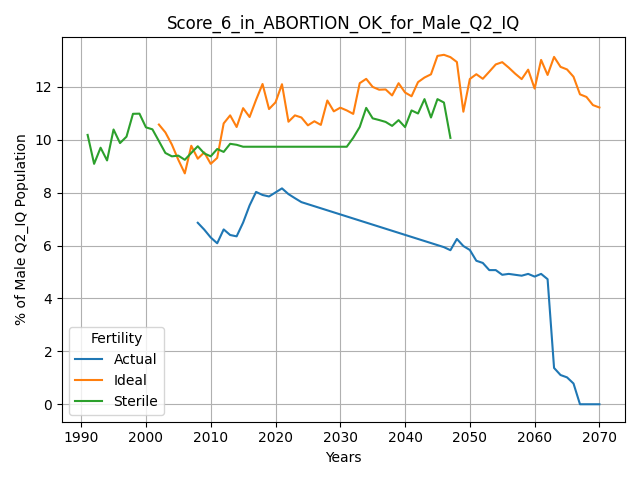 Score_6_in_ABORTION_OK_for_Male_Q2_IQ
% of Male Q2_IQ Population
12
10
8
6
4
2
0
Fertility
Actual
Ideal
Sterile
1990 2000 2010 2020 2030 2040 2050 2060 2070
Years